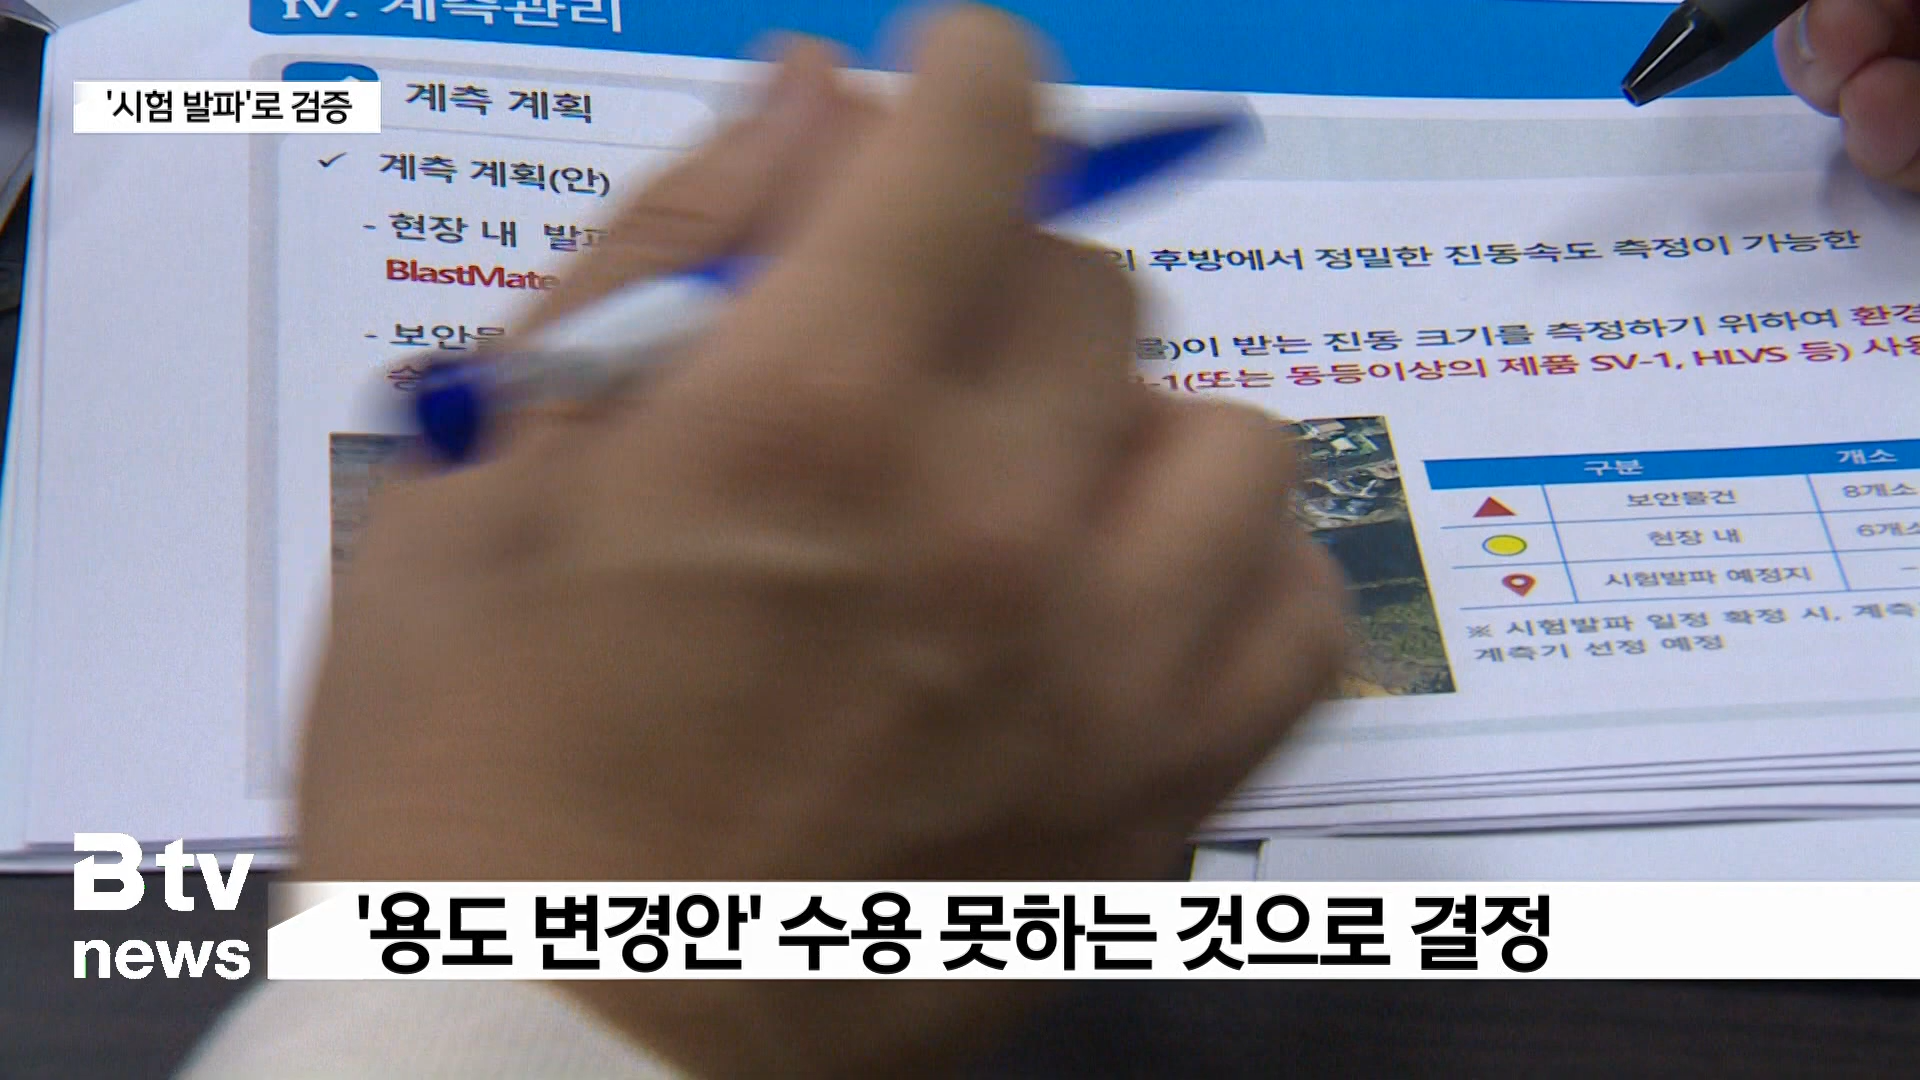 Ⅳ. 계측관리
'시험 발파'로 검증
계측 계획
✓ 계측 계획(안)
- 현장 내 발파
후방에서 정밀한 진동속도 측정이 가능한
BlastMate
- 보안물
물)이 받는 진동 크기를 측정하기 위하여 환경
-1(또는 동등이상의 제품 SV-1, HLVS 등) 사용
구분 개소
보안물건 8개소
현장 내 6개소
시험발파 예정지 -
※ 시험발파 일정 확정 시, 계측
계측기 선정 예정
B tv
news
'용도 변경안' 수용 못하는 것으로 결정